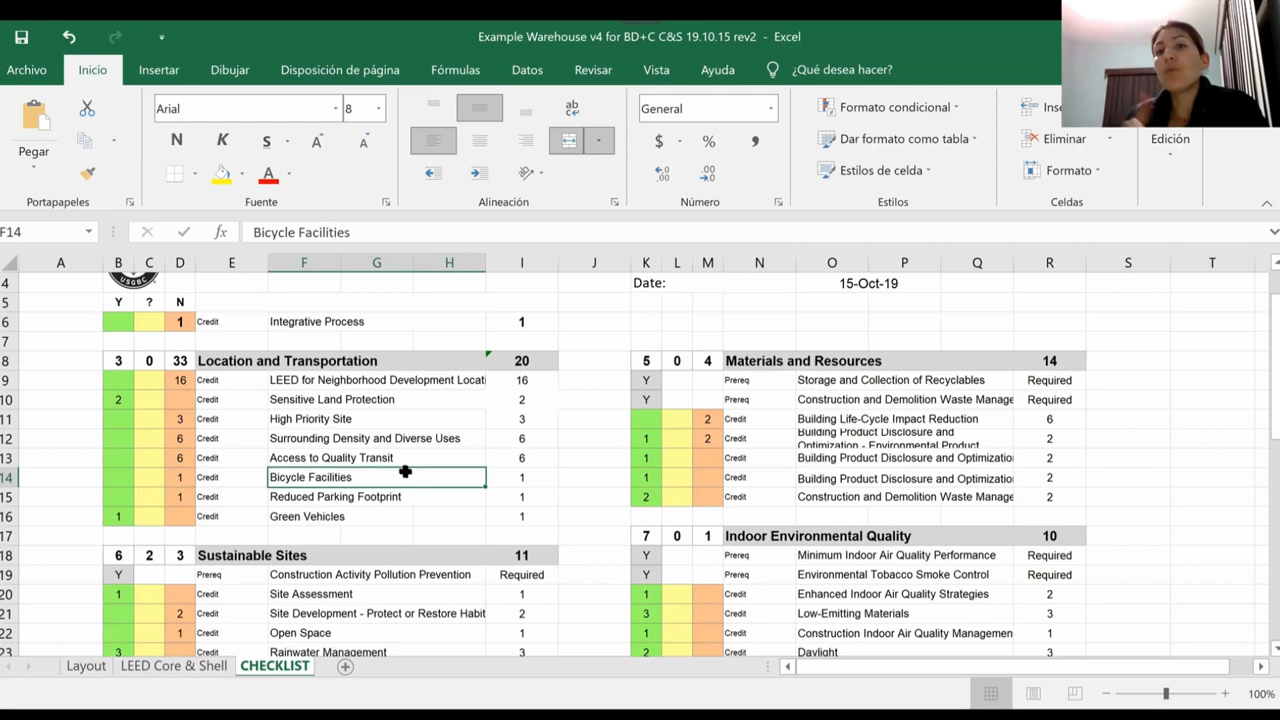 Example Warehouse v4 for BD+C C&S 19.10.15 rev2 - Excel
Archivo Inicio Insertar Dibujar Disposición de página Fórmulas Datos Revisar Vista Ayuda ¿Qué desea hacer?
Arial 8 ab General Formato condicional
Pegar N K S A A $ % Dar formato como tabla Eliminar Edición
A Estilos de celda Formato
Portapapeles Fuente Alineación Número Estilos Celdas
F14 fx Bicycle Facilities
A B C D E F G H I J K L M N O P Q R S T
4 USGBC Date: 15-Oct-19
5 Y ? N
6 1 Credit Integrative Process 1
7
8 3 0 33 Location and Transportation 20 5 0 4 Materials and Resources 14
9 16 Credit LEED for Neighborhood Development Locati 16 Y Prereq Storage and Collection of Recyclables Required
10 2 Credit Sensitive Land Protection 2 Y Prereq Construction and Demolition Waste Manage Required
11 3 Credit High Priority Site 3 2 Credit Building Life-Cycle Impact Reduction 6
12 6 Credit Surrounding Density and Diverse Uses 6 1 2 Credit Building Product Disclosure and
Optimization - Environmental Product 2
13 6 Credit Access to Quality Transit 6 1 Credit Building Product Disclosure and Optimizatio 2
14 1 Credit Bicycle Facilities 1 1 Credit Building Product Disclosure and Optimizatio 2
15 1 Credit Reduced Parking Footprint 1 2 Credit Construction and Demolition Waste Manage 2
16 1 Credit Green Vehicles 1
17 7 0 1 Indoor Environmental Quality 10
18 6 2 3 Sustainable Sites 11 Y Prereq Minimum Indoor Air Quality Performance Required
19 Y Prereq Construction Activity Pollution Prevention Required Y Prereq Environmental Tobacco Smoke Control Required
20 1 Credit Site Assessment 1 1 Credit Enhanced Indoor Air Quality Strategies 2
21 2 Credit Site Development - Protect or Restore Habit 2 3 Credit Low-Emitting Materials 3
22 1 Credit Open Space 1 1 Credit Construction Indoor Air Quality Managemen 1
23 3 Credit Rainwater Management 3 2 Credit Daylight 3
Layout LEED Core & Shell CHECKLIST
100%